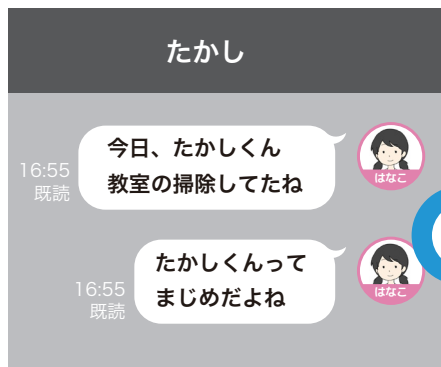 たかし
今日、たかしくん
教室の掃除してたね
16:55
既読
はなこ
たかしくんって
まじめだよね
16:55
既読
はなこ